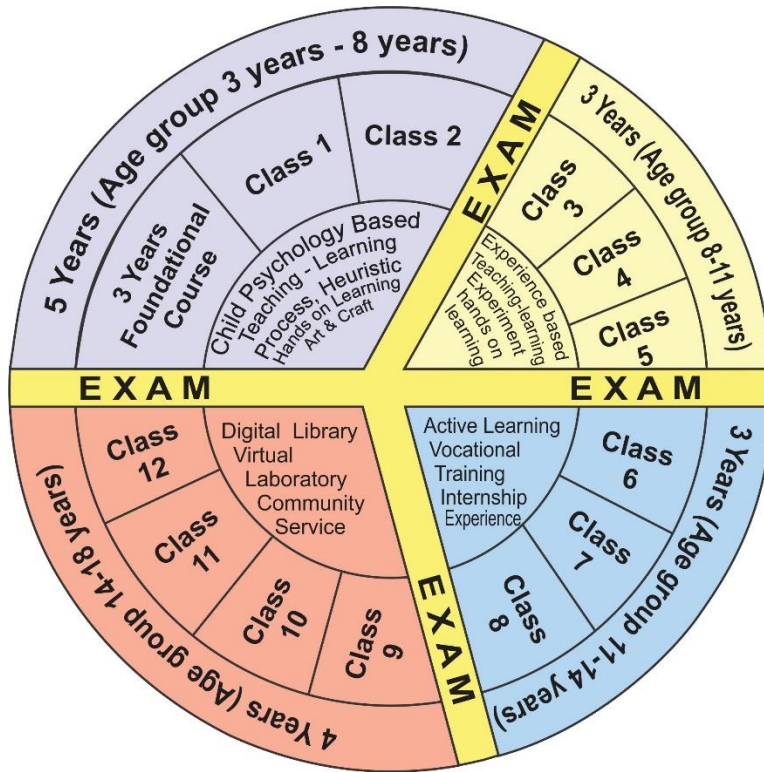 5 Years (Age group 3 years - 8 years)
3 Years
Foundational
Course
Class 1
Class 2
Child Psychology Based
Teaching - Learning
Process, Heuristic
Hands on Learning
Art & Craft
EXAM
3 Years (Age group 8-11 years)
Class
3
Class
4
Class
5
Experience based
Teaching-learning
Experiment
hands on
learning
EXAM
3 Years (Age group 11-14 years)
Class
6
Class
7
Class
8
Active Learning
Vocational
Training
Internship
Experience
EXAM
4 Years (Age group 14-18 years)
Class
9
Class
10
Class
11
Class
12
Digital Library
Virtual
Laboratory
Community
Service
EXAM